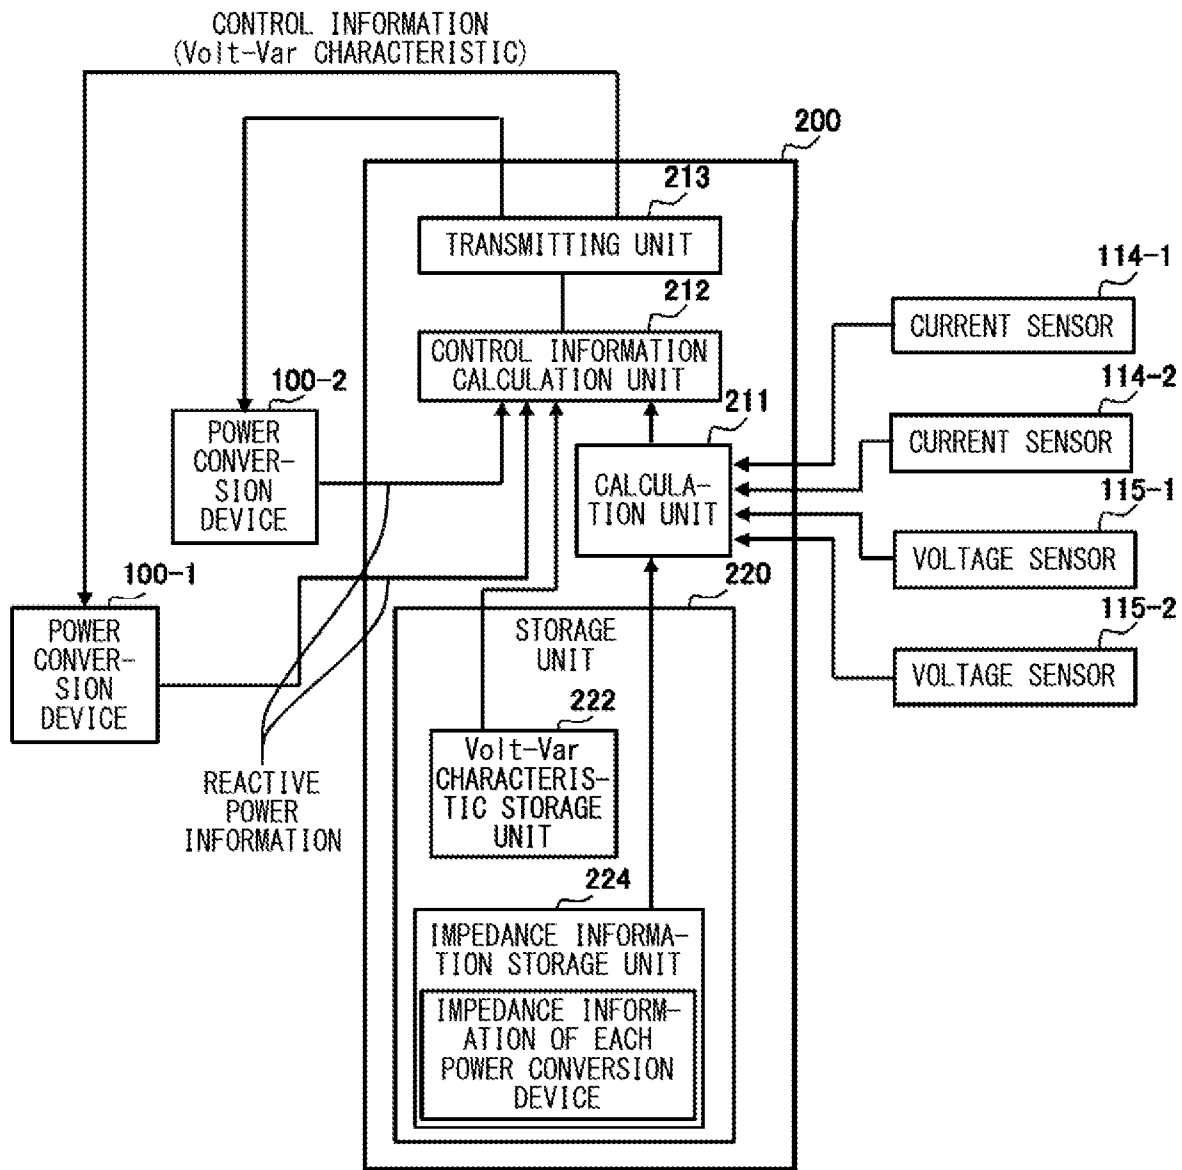 CONTROL INFORMATION
(Volt-Var CHARACTERISTIC)
200
213
TRANSMITTING UNIT
212
CONTROL INFORMATION
CALCULATION UNIT
114-1
CURRENT SENSOR
114-2
CURRENT SENSOR
115-1
VOLTAGE SENSOR
115-2
VOLTAGE SENSOR
211
CALCULA-
TION UNIT
100-2
POWER
CONVER-
SION
DEVICE
100-1
POWER
CONVER-
SION
DEVICE
REACTIVE
POWER
INFORMATION
220
STORAGE
UNIT
222
Volt-Var
CHARACTERIS-
TIC STORAGE
UNIT
224
IMPEDANCE INFORMA-
TION STORAGE UNIT
IMPEDANCE INFORM-
ATION OF EACH
POWER CONVERSION
DEVICE